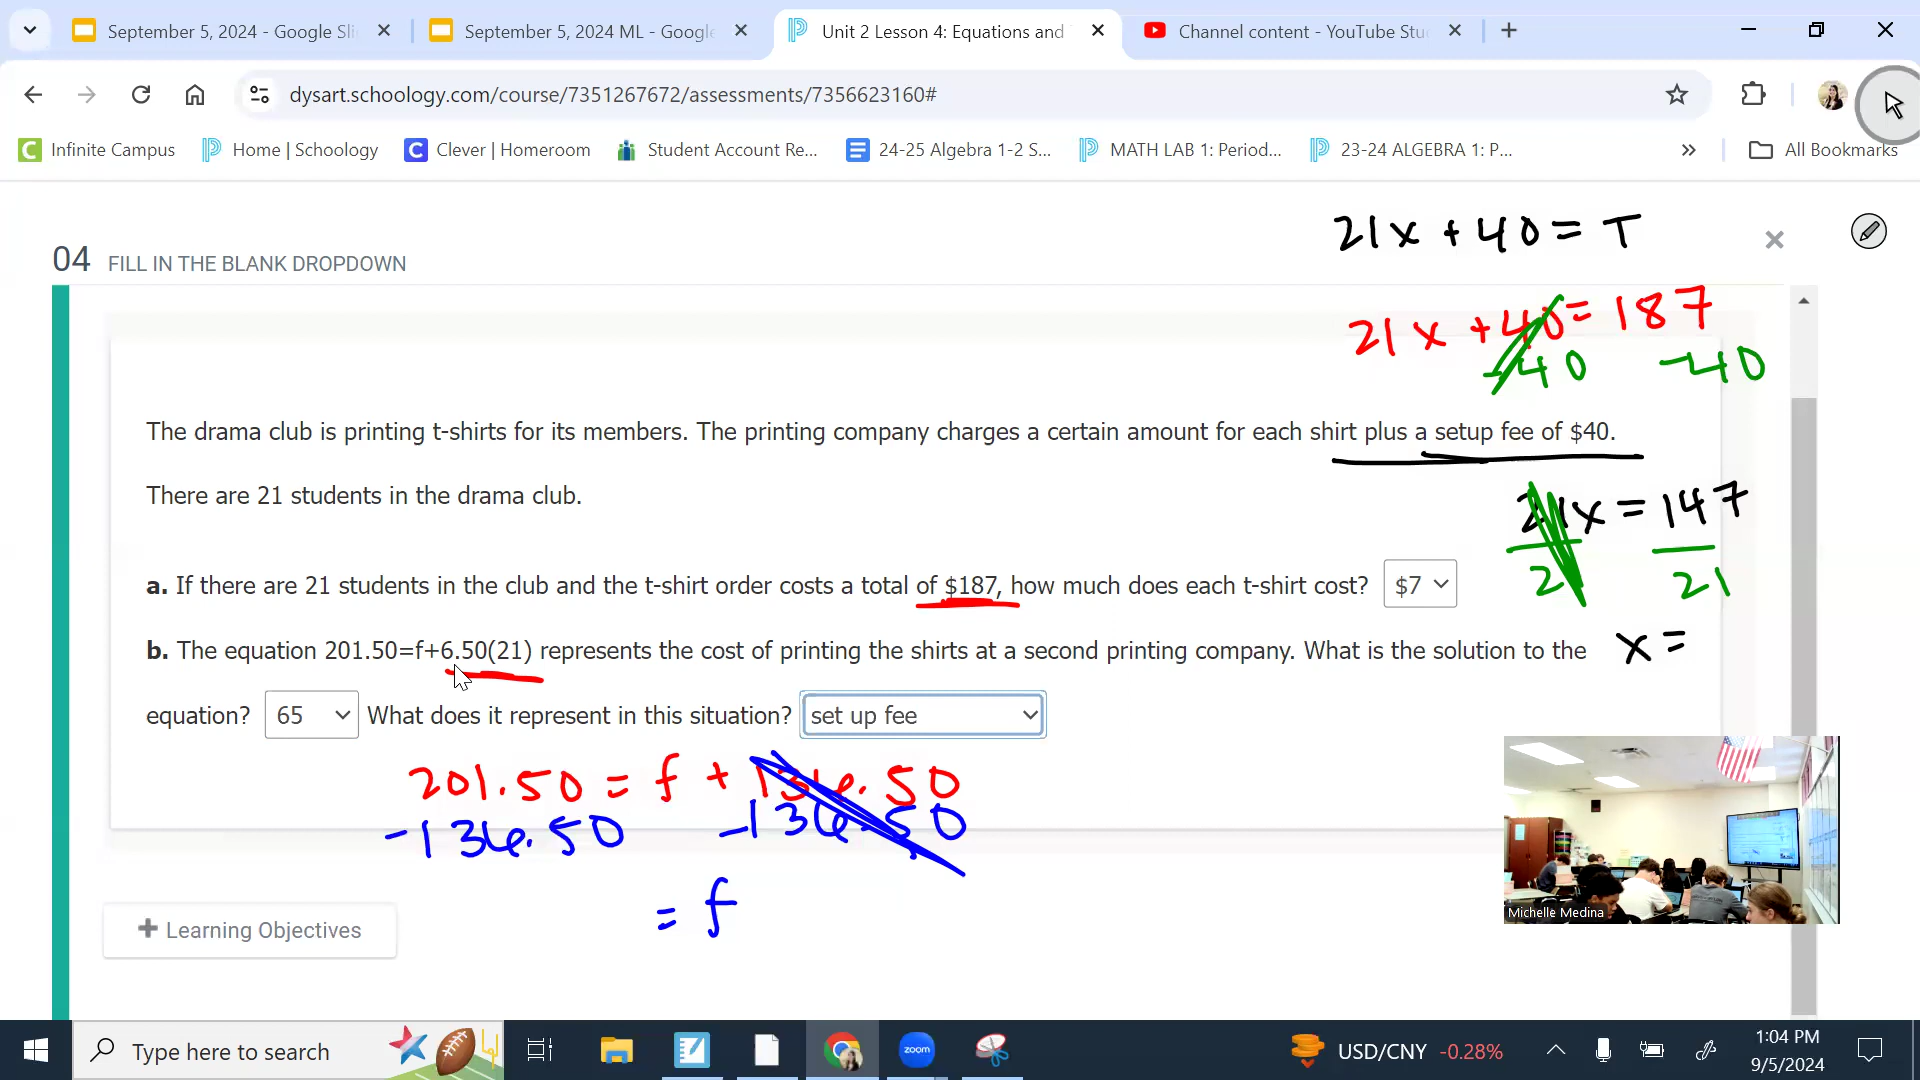 September 5, 2024 - Google Sli
September 5, 2024 ML - Google
Unit 2 Lesson 4: Equations and
Channel content - YouTube Stu
dysart.schoology.com/course/7351267672/assessments/7356623160#
Infinite Campus
Home | Schoology
Clever | Homeroom
Student Account Re...
24-25 Algebra 1-2 S...
MATH LAB 1: Period...
23-24 ALGEBRA 1: P...
All Bookmarks
21x + 40 = T
04 FILL IN THE BLANK DROPDOWN
21x + 40 = 187
-40 -40
The drama club is printing t-shirts for its members. The printing company charges a certain amount for each shirt plus a setup fee of $40.
There are 21 students in the drama club.
21x = 147
21 21
a. If there are 21 students in the club and the t-shirt order costs a total of $187, how much does each t-shirt cost? $7
x =
b. The equation 201.50=f+6.50(21) represents the cost of printing the shirts at a second printing company. What is the solution to the
equation? 65 What does it represent in this situation? set up fee
201.50 = f + 136.50
-136.50 -136.50
= f
Michelle Medina
+ Learning Objectives
Type here to search
zoom
USD/CNY -0.28%
1:04 PM
9/5/2024